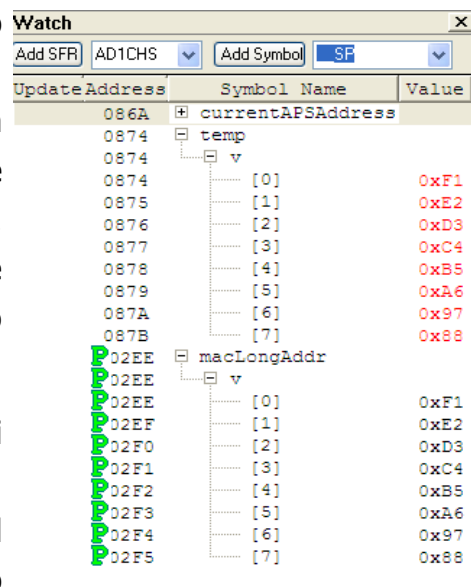 Watch
Add SFR AD1CHS Add Symbol __SP
Update Address Symbol Name Value
086A currentAPSAddress
0874 temp
0874 v
0874 [0] 0xF1
0875 [1] 0xE2
0876 [2] 0xD3
0877 [3] 0xC4
0878 [4] 0xB5
0879 [5] 0xA6
087A [6] 0x97
087B [7] 0x88
P 02EE macLongAddr
P 02EE v
P 02EE [0] 0xF1
P 02EF [1] 0xE2
P 02F0 [2] 0xD3
P 02F1 [3] 0xC4
P 02F2 [4] 0xB5
P 02F3 [5] 0xA6
P 02F4 [6] 0x97
P 02F5 [7] 0x88